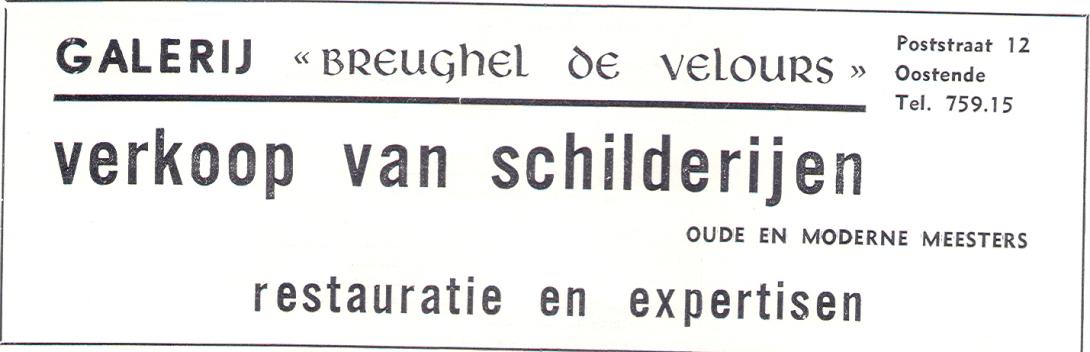 GALERIJ « BREUGHEL DE VELOURS »
Poststraat 12
Oostende
Tel. 759.15
verkoop van schilderijen
OUDE EN MODERNE MEESTERS
restauratie en expertisen